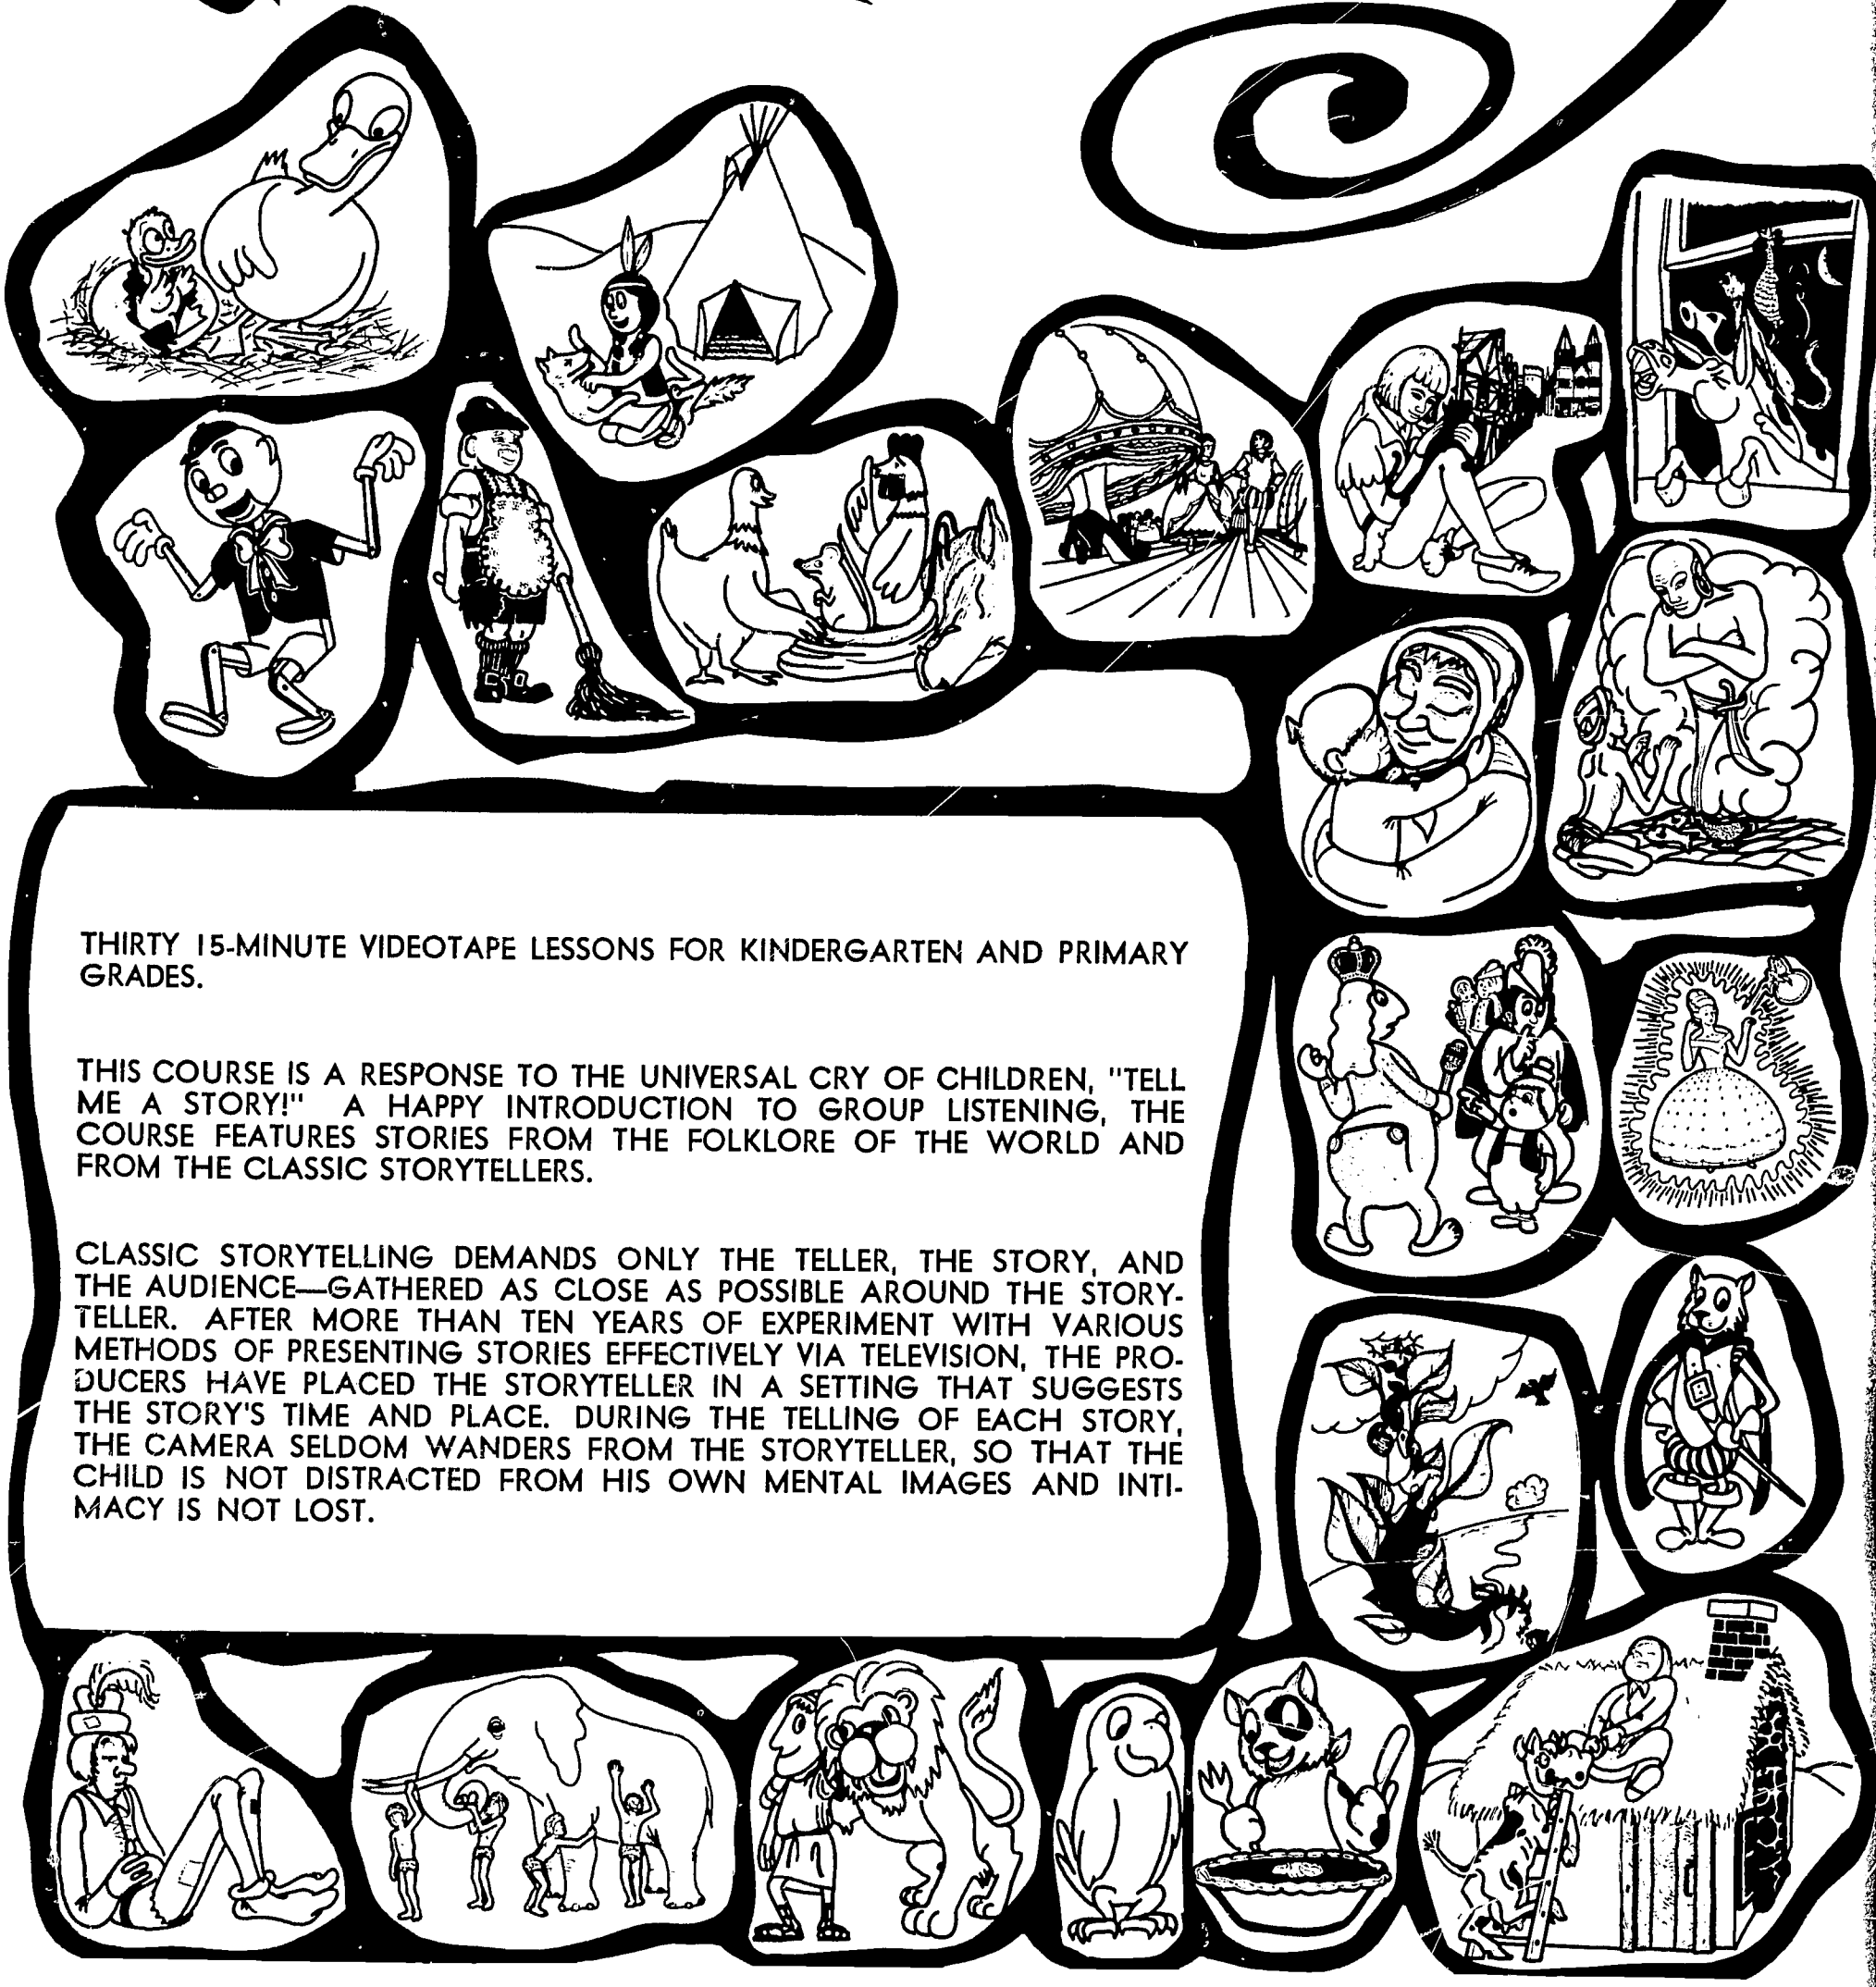 THIRTY 15-MINUTE VIDEOTAPE LESSONS FOR KINDERGARTEN AND PRIMARY
GRADES.
THIS COURSE IS A RESPONSE TO THE UNIVERSAL CRY OF CHILDREN, "TELL
ME A STORY!" A HAPPY INTRODUCTION TO GROUP LISTENING, THE
COURSE FEATURES STORIES FROM THE FOLKLORE OF THE WORLD AND
FROM THE CLASSIC STORYTELLERS.
CLASSIC STORYTELLING DEMANDS ONLY THE TELLER, THE STORY, AND
THE AUDIENCE—GATHERED AS CLOSE AS POSSIBLE AROUND THE STORY-
TELLER. AFTER MORE THAN TEN YEARS OF EXPERIMENT WITH VARIOUS
METHODS OF PRESENTING STORIES EFFECTIVELY VIA TELEVISION, THE PRO-
DUCERS HAVE PLACED THE STORYTELLER IN A SETTING THAT SUGGESTS
THE STORY'S TIME AND PLACE. DURING THE TELLING OF EACH STORY,
THE CAMERA SELDOM WANDERS FROM THE STORYTELLER, SO THAT THE
CHILD IS NOT DISTRACTED FROM HIS OWN MENTAL IMAGES AND INTI-
MACY IS NOT LOST.